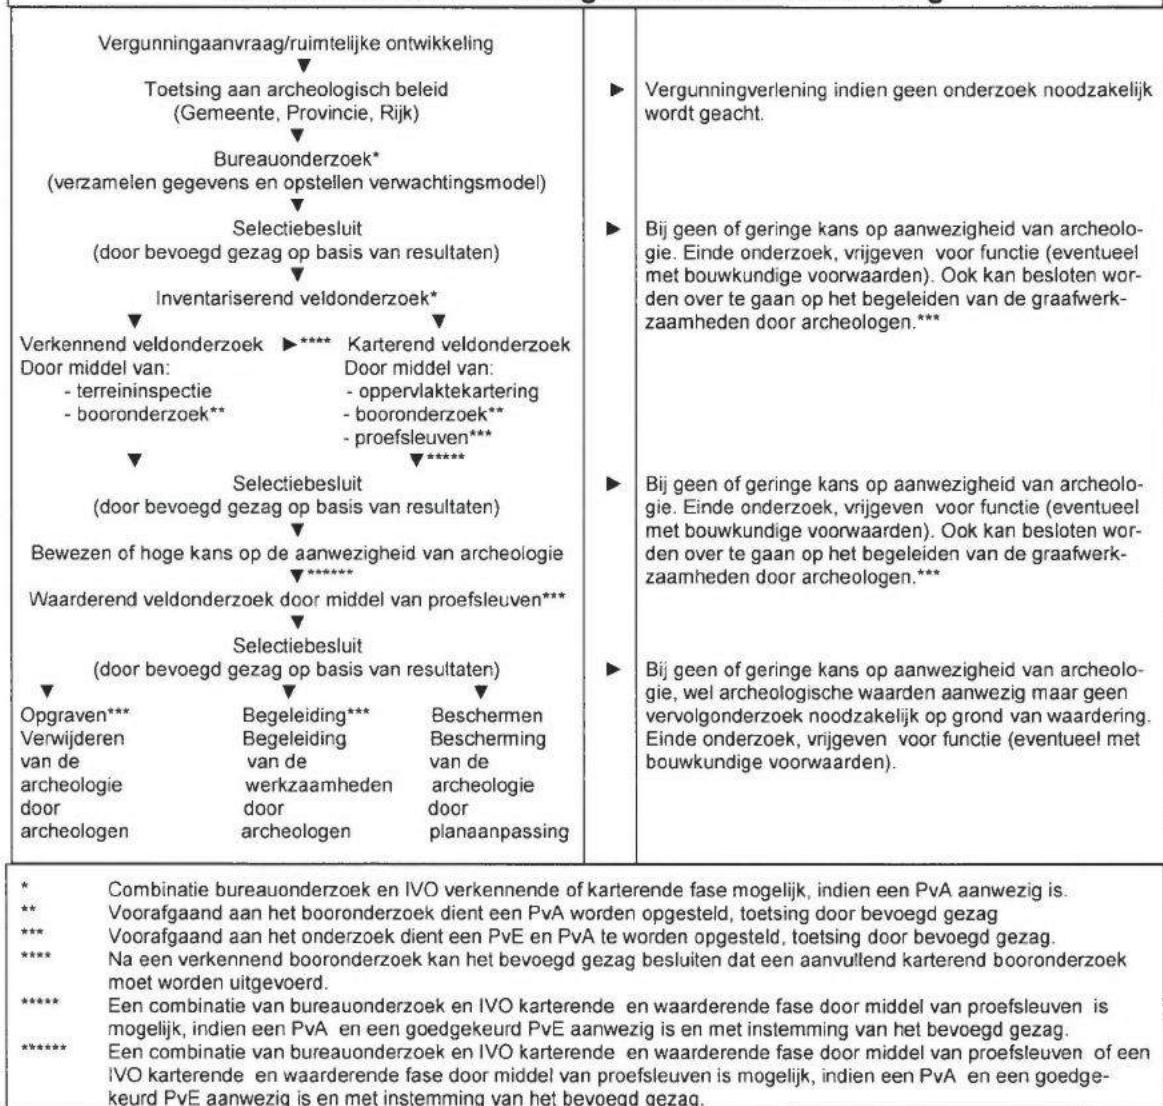 Vergunningaanvraag/ruimtelijke ontwikkeling
▼
Toetsing aan archeologisch beleid
(Gemeente, Provincie, Rijk)
► Vergunningverlening indien geen onderzoek noodzakelijk
wordt geacht.
▼
Bureauonderzoek*
(verzamelen gegevens en opstellen verwachtingsmodel)
▼
Selectiebesluit
(door bevoegd gezag op basis van resultaten)
► Bij geen of geringe kans op aanwezigheid van archeolo-
gie. Einde onderzoek, vrijgeven voor functie (eventueel
met bouwkundige voorwaarden). Ook kan besloten wor-
den over te gaan op het begeleiden van de graafwerk-
zaamheden door archeologen.***
▼
Inventariserend veldonderzoek*
▼ ▼
Verkennend veldonderzoek ►**** Karterend veldonderzoek
Door middel van: Door middel van:
- terreininspectie - oppervlaktekartering
- booronderzoek** - booronderzoek**
- proefsleuven***
▼ ▼*****
Selectiebesluit
(door bevoegd gezag op basis van resultaten)
► Bij geen of geringe kans op aanwezigheid van archeolo-
gie. Einde onderzoek, vrijgeven voor functie (eventueel
met bouwkundige voorwaarden). Ook kan besloten wor-
den over te gaan op het begeleiden van de graafwerk-
zaamheden door archeologen.***
▼
Bewezen of hoge kans op de aanwezigheid van archeologie
▼******
Waarderend veldonderzoek door middel van proefsleuven***
▼
Selectiebesluit
(door bevoegd gezag op basis van resultaten)
► Bij geen of geringe kans op aanwezigheid van archeolo-
gie, wel archeologische waarden aanwezig maar geen
vervolgonderzoek noodzakelijk op grond van waardering.
Einde onderzoek, vrijgeven voor functie (eventueel met
bouwkundige voorwaarden).
▼ ▼ ▼
Opgraven*** Begeleiding*** Beschermen
Verwijderen Begeleiding Bescherming
van de van de van de
archeologie werkzaamheden archeologie
door door door
archeologen archeologen planaanpassing
* Combinatie bureauonderzoek en IVO verkennende of karterende fase mogelijk, indien een PvA aanwezig is.
** Voorafgaand aan het booronderzoek dient een PvA worden opgesteld, toetsing door bevoegd gezag
*** Voorafgaand aan het onderzoek dient een PvE en PvA te worden opgesteld, toetsing door bevoegd gezag.
**** Na een verkennend booronderzoek kan het bevoegd gezag besluiten dat een aanvullend karterend booronderzoek
moet worden uitgevoerd.
***** Een combinatie van bureauonderzoek en IVO karterende en waarderende fase door middel van proefsleuven is
mogelijk, indien een PvA en een goedgekeurd PvE aanwezig is en met instemming van het bevoegd gezag.
****** Een combinatie van bureauonderzoek en IVO karterende en waarderende fase door middel van proefsleuven of een
IVO karterende en waarderende fase door middel van proefsleuven is mogelijk, indien een PvA en een goedge-
keurd PvE aanwezig is en met instemming van het bevoegd gezag.